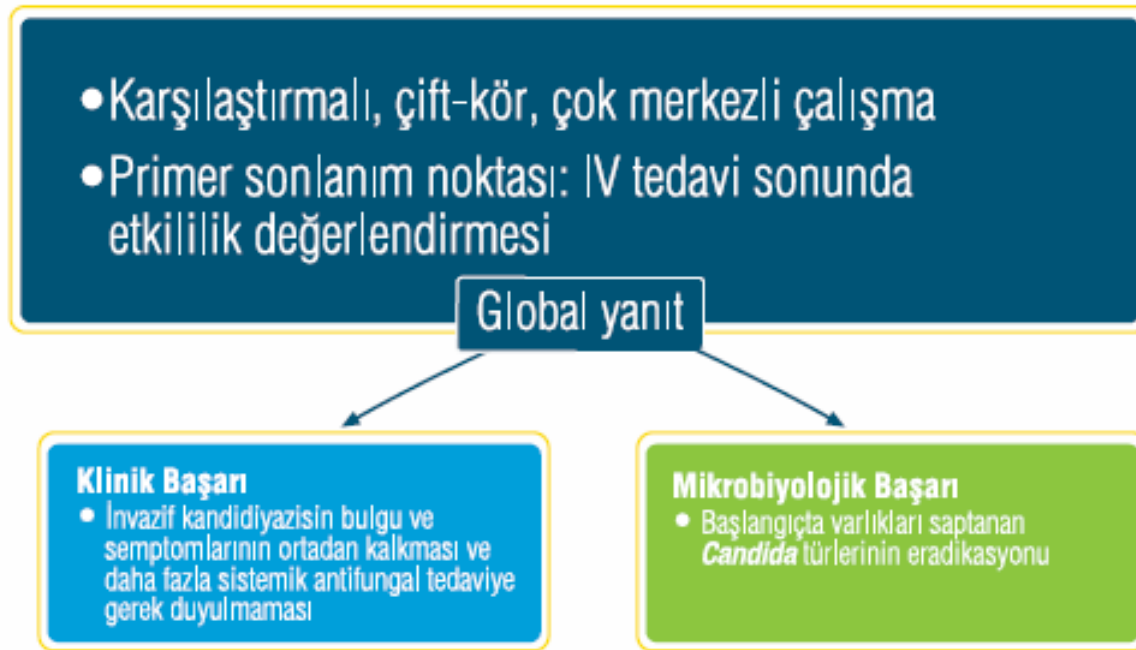 •Karşılaştırmalı, çift-kör, çok merkezli çalışma
•Primer sonlanım noktası: IV tedavi sonunda
etkililik değerlendirmesi
Global yanıt
Klinik Başarı
• İnvazif kandidiyazisin bulgu ve
semptomlarının ortadan kalkması ve
daha fazla sistemik antifungal tedaviye
gerek duyulmaması
Mikrobiyolojik Başarı
• Başlangıçta varlıkları saptanan
Candida türlerinin eradikasyonu